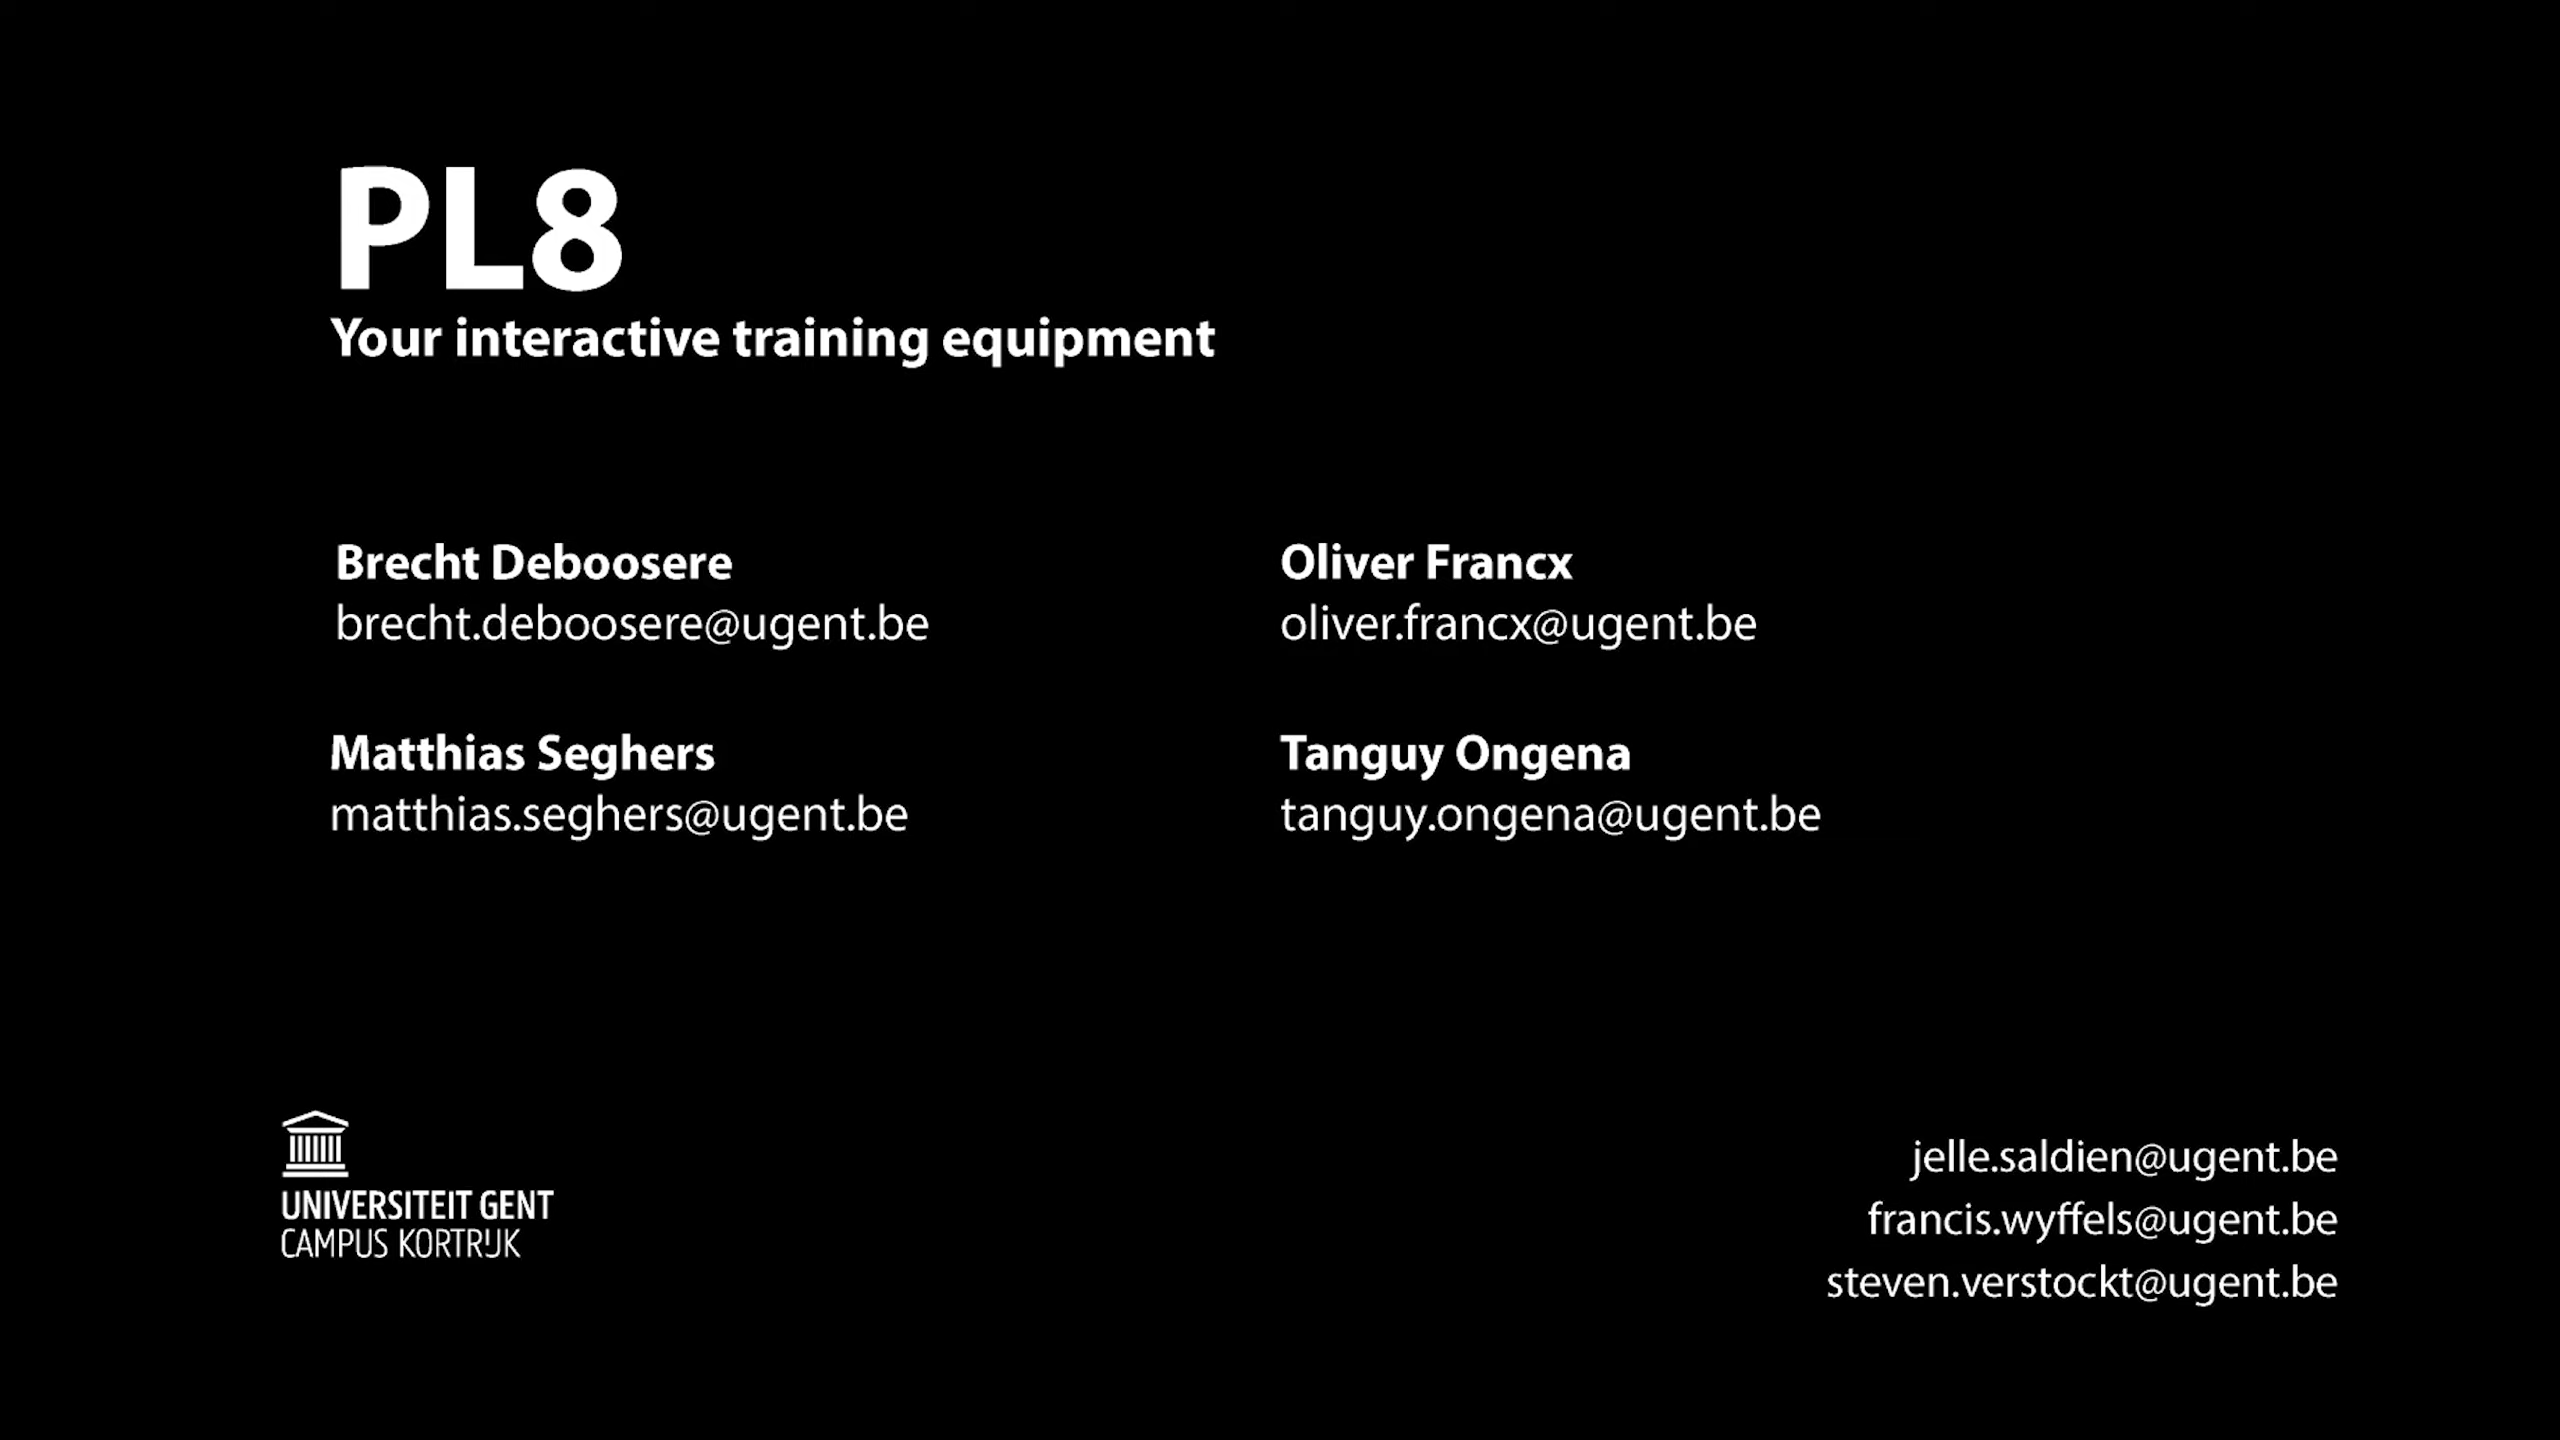 PL8
Your interactive training equipment
Brecht Deboosere
brecht.deboosere@ugent.be
Oliver Francx
oliver.francx@ugent.be
Matthias Seghers
matthias.seghers@ugent.be
Tanguy Ongena
tanguy.ongena@ugent.be
UNIVERSITEIT GENT
CAMPUS KORTRIJK
jelle.saldien@ugent.be
francis.wyffels@ugent.be
steven.verstockt@ugent.be